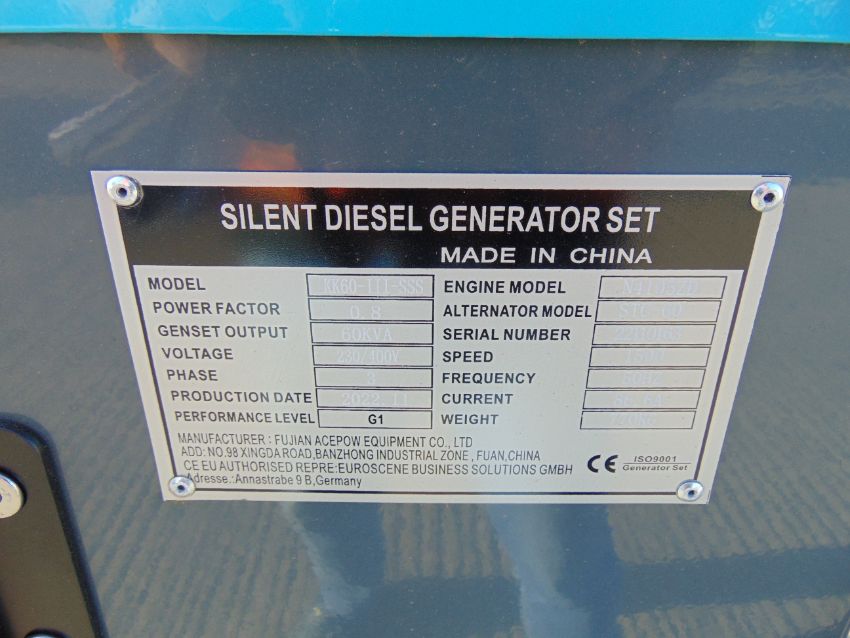 SILENT DIESEL GENERATOR SET
MADE IN CHINA
MODEL KK60-III-SSS
POWER FACTOR 0.8
GENSET OUTPUT 60KVA
VOLTAGE 230/400V
PHASE 3
PRODUCTION DATE 2022.11
PERFORMANCE LEVEL G1
ENGINE MODEL
ALTERNATOR MODEL STC-60
SERIAL NUMBER
SPEED 1500
FREQUENCY 50HZ
CURRENT
WEIGHT
MANUFACTURER : FUJIAN ACEPOW EQUIPMENT CO., LTD
ADD: NO.98 XINGDA ROAD, BANZHONG INDUSTRIAL ZONE , FUAN,CHINA
CE EU AUTHORISED REPRE:EUROSCENE BUSINESS SOLUTIONS GMBH
Adresse.:Annastrabe 9 B,Germany
CE ISO9001
Generator Set